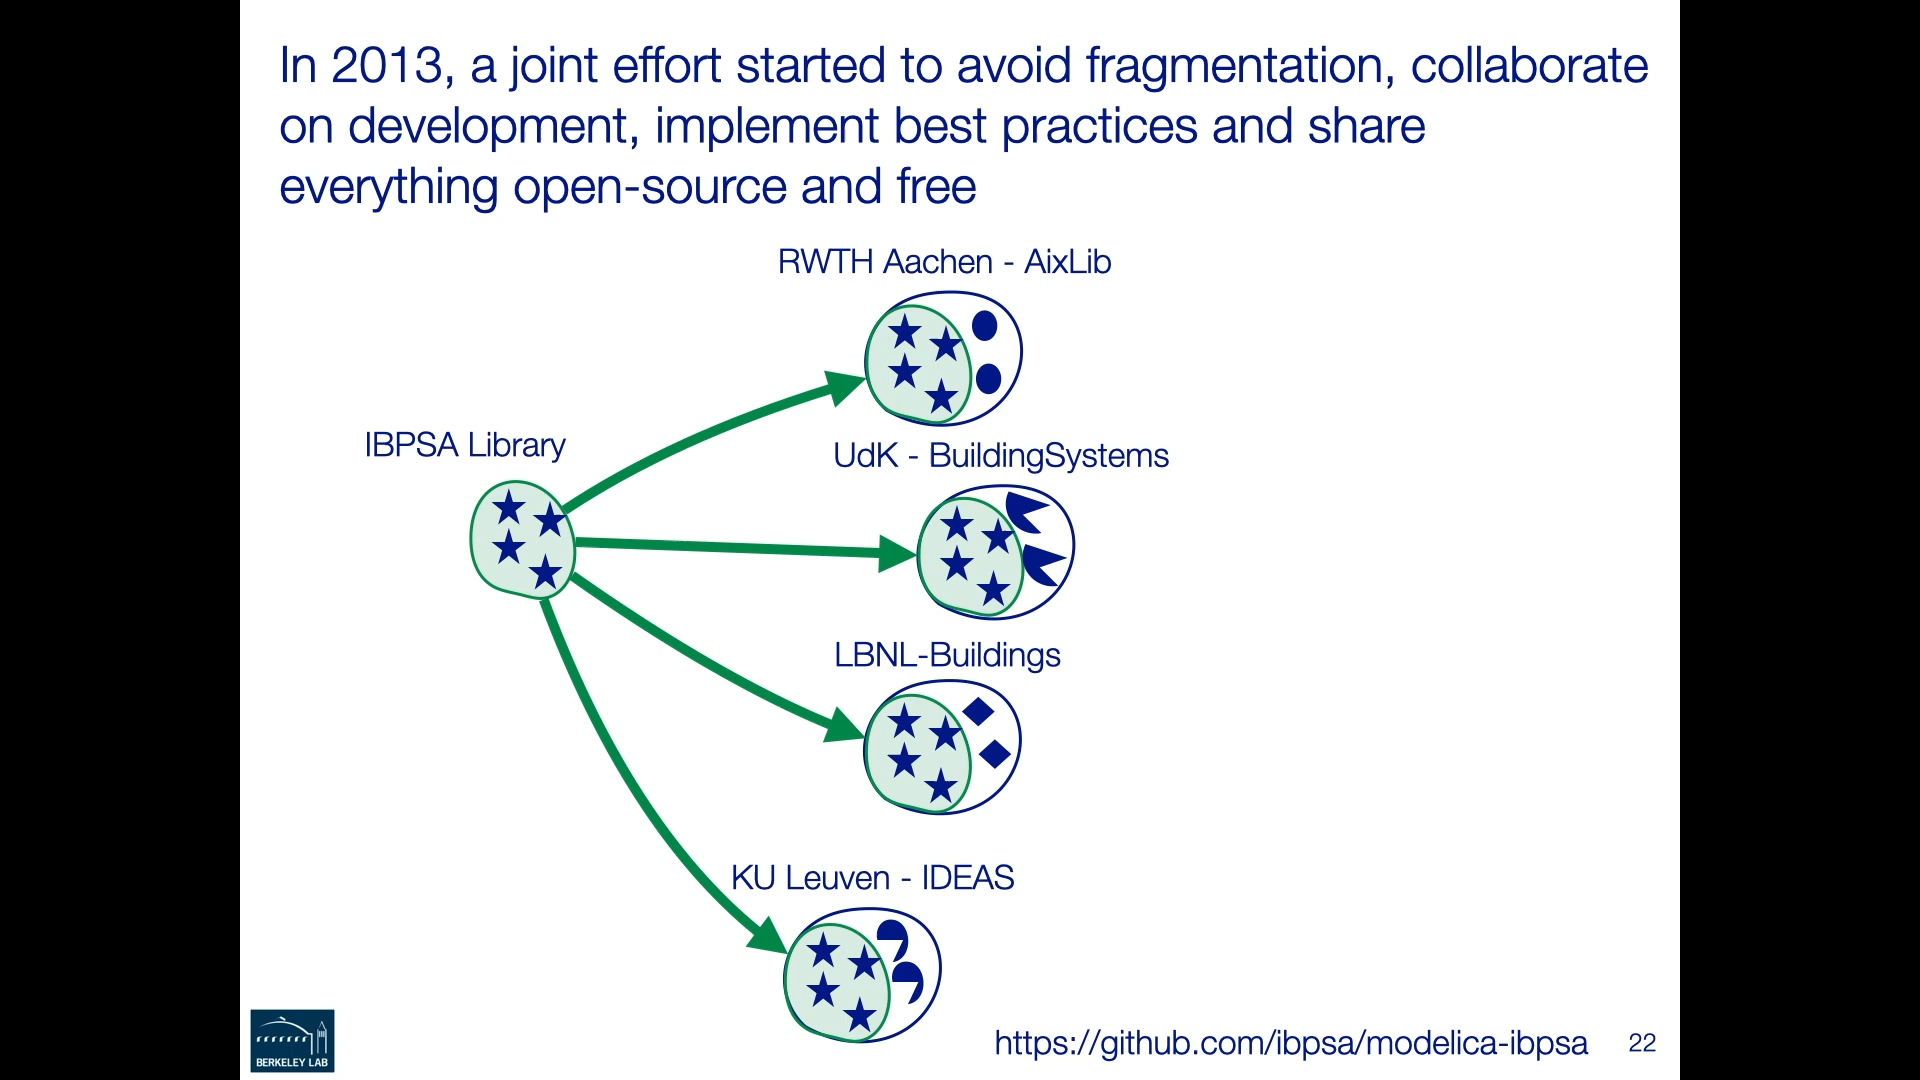 In 2013, a joint effort started to avoid fragmentation, collaborate
on development, implement best practices and share
everything open-source and free
RWTH Aachen - AixLib
IBPSA Library
UdK - BuildingSystems
LBNL-Buildings
KU Leuven - IDEAS
BERKELEY LAB
https://github.com/ibpsa/modelica-ibpsa
22